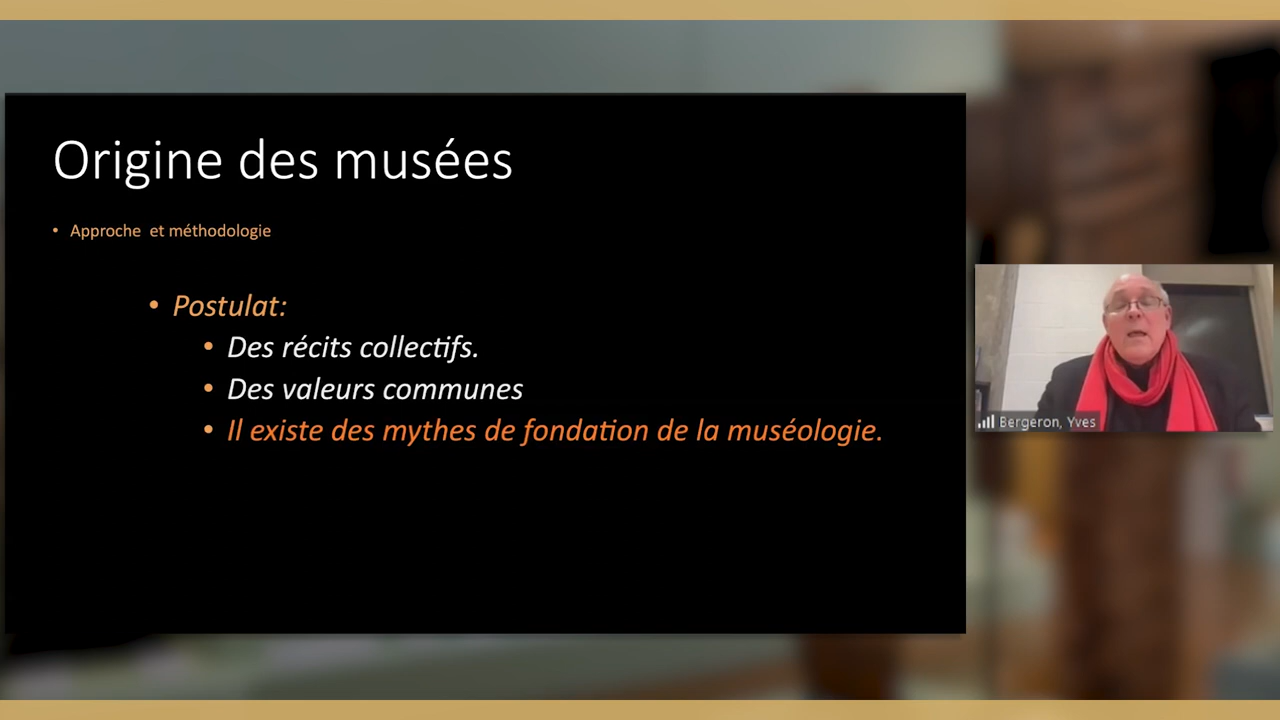 Origine des musées
• Approche et méthodologie
• Postulat:
• Des récits collectifs.
• Des valeurs communes
• Il existe des mythes de fondation de la muséologie.
Bergeron, Yves